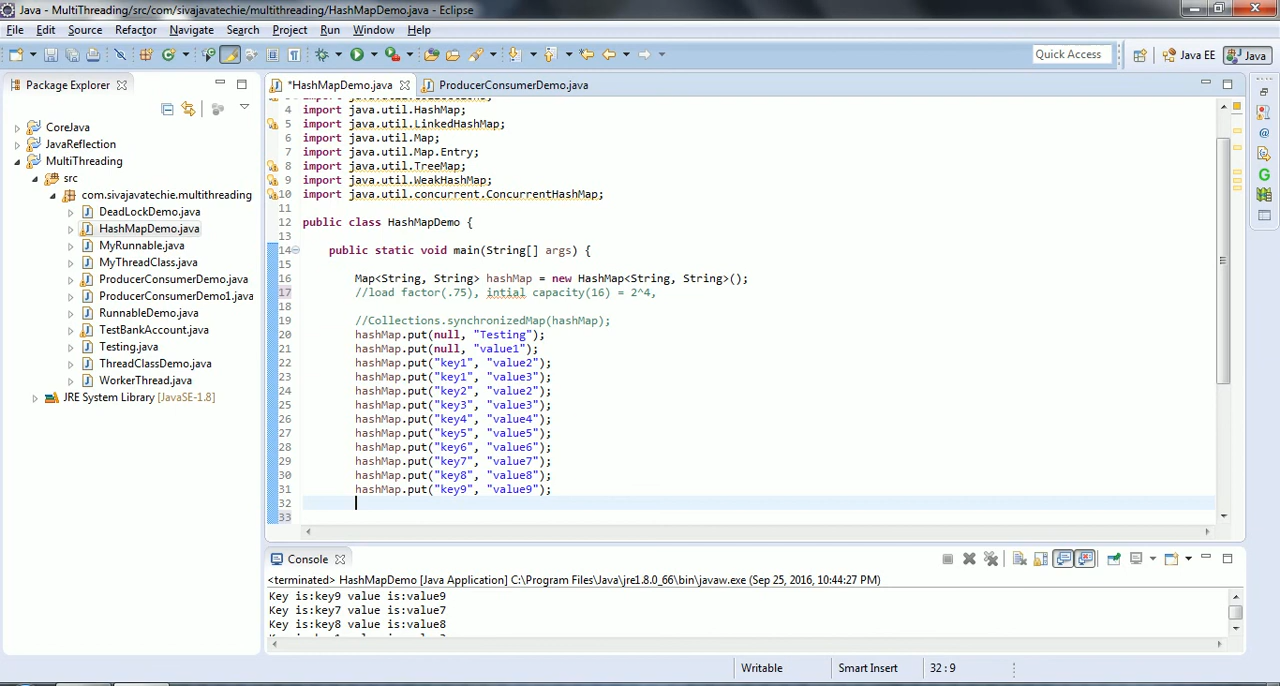 Java - MultiThreading/src/com/sivajavatechie/multithreading/HashMapDemo.java - Eclipse
File Edit Source Refactor Navigate Search Project Run Window Help
Quick Access Java EE Java
Package Explorer
*HashMapDemo.java ProducerConsumerDemo.java
CoreJava
JavaReflection
MultiThreading
src
com.sivajavatechie.multithreading
DeadLockDemo.java
HashMapDemo.java
MyRunnable.java
MyThreadClass.java
ProducerConsumerDemo.java
ProducerConsumerDemo1.java
RunnableDemo.java
TestBankAccount.java
Testing.java
ThreadClassDemo.java
WorkerThread.java
JRE System Library [JavaSE-1.8]
4 import java.util.HashMap;
5 import java.util.LinkedHashMap;
6 import java.util.Map;
7 import java.util.Map.Entry;
8 import java.util.TreeMap;
9 import java.util.WeakHashMap;
10 import java.util.concurrent.ConcurrentHashMap;
11
12 public class HashMapDemo {
13
14 public static void main(String[] args) {
15
16 Map<String, String> hashMap = new HashMap<String, String>();
17 //load factor(.75), intial capacity(16) = 2^4,
18
19 //Collections.synchronizedMap(hashMap);
20 hashMap.put(null, "Testing");
21 hashMap.put(null, "value1");
22 hashMap.put("key1", "value2");
23 hashMap.put("key1", "value3");
24 hashMap.put("key2", "value2");
25 hashMap.put("key3", "value3");
26 hashMap.put("key4", "value4");
27 hashMap.put("key5", "value5");
28 hashMap.put("key6", "value6");
29 hashMap.put("key7", "value7");
30 hashMap.put("key8", "value8");
31 hashMap.put("key9", "value9");
32
33
Console
<terminated> HashMapDemo [Java Application] C:\Program Files\Java\jre1.8.0_66\bin\javaw.exe (Sep 25, 2016, 10:44:27 PM)
Key is:key9 value is:value9
Key is:key7 value is:value7
Key is:key8 value is:value8
Writable Smart Insert 32 : 9